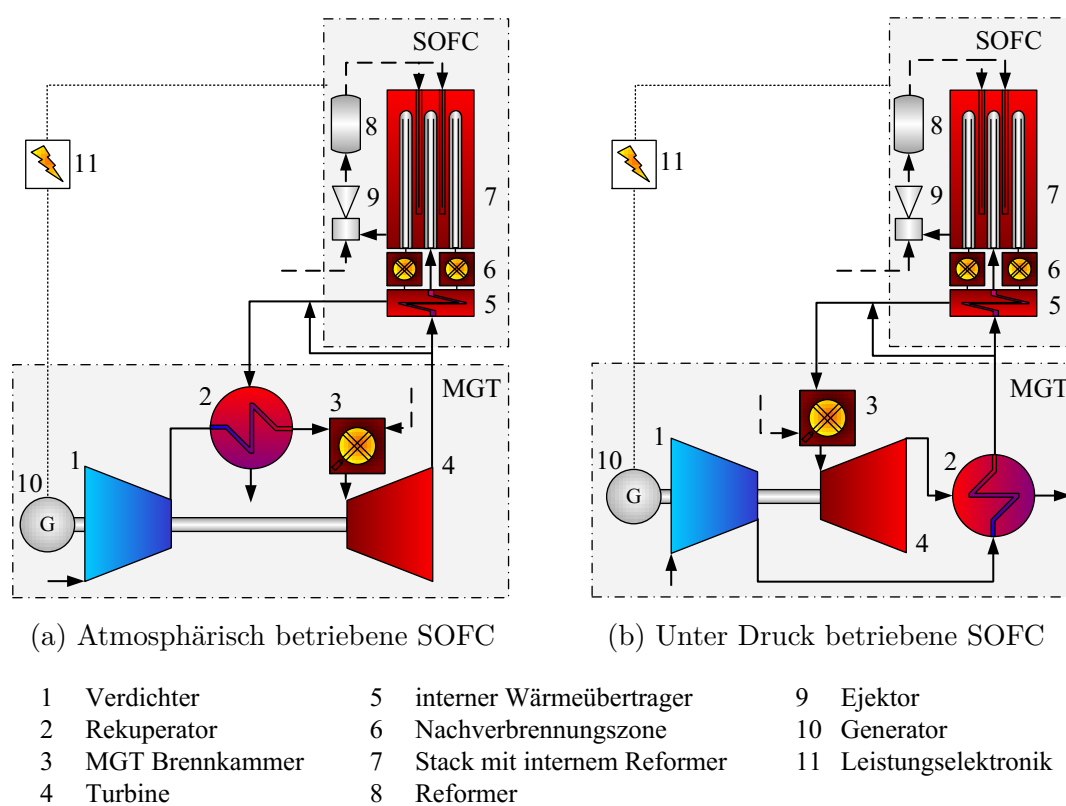 SOFC
8
11
9
7
6
5
MGT
2
3
1
4
10
G
(a) Atmosphärisch betriebene SOFC
SOFC
8
11
9
7
6
5
MGT
3
1
2
10
G
4
(b) Unter Druck betriebene SOFC
1 Verdichter
2 Rekuperator
3 MGT Brennkammer
4 Turbine
5 interner Wärmeübertrager
6 Nachverbrennungszone
7 Stack mit internem Reformer
8 Reformer
9 Ejektor
10 Generator
11 Leistungselektronik